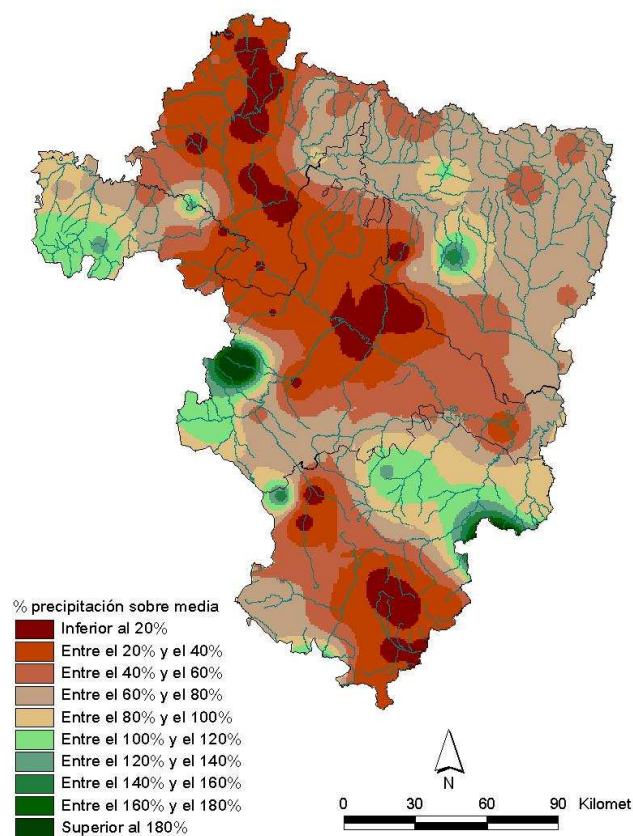 % precipitación sobre media
Inferior al 20%
Entre el 20% y el 40%
Entre el 40% y el 60%
Entre el 60% y el 80%
Entre el 80% y el 100%
Entre el 100% y el 120%
Entre el 120% y el 140%
Entre el 140% y el 160%
Entre el 160% y el 180%
Superior al 180%
N
0 30 60 90 Kilomet